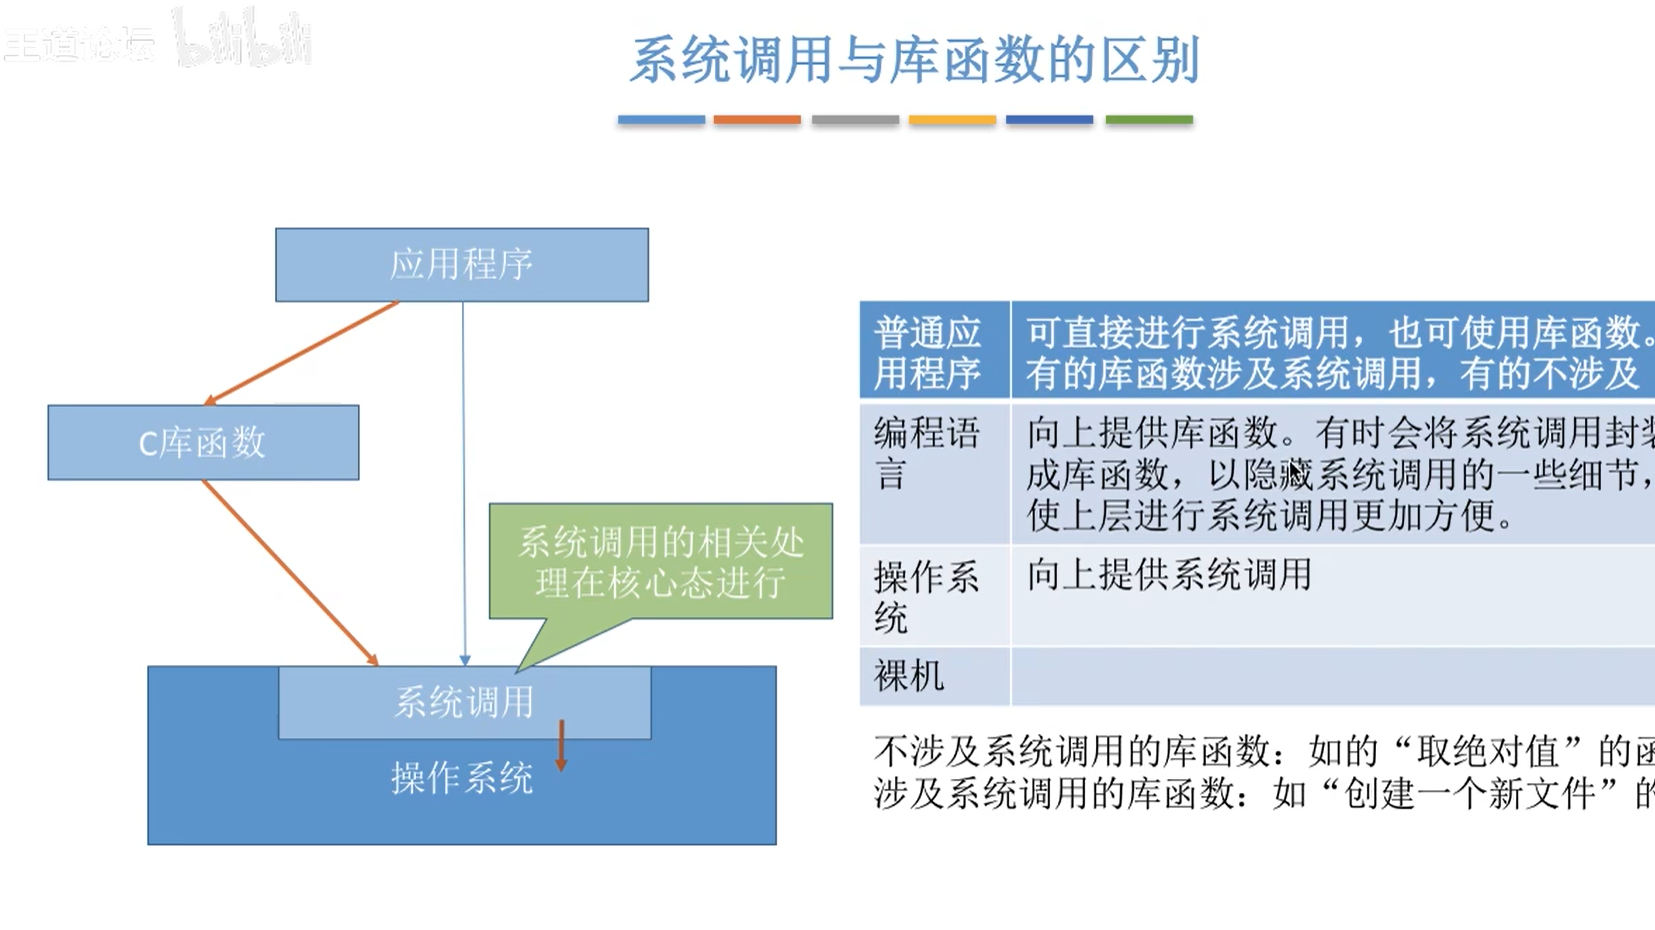 王道论坛 bilibili
系统调用与库函数的区别
应用程序
C库函数
系统调用的相关处
理在核心态进行
系统调用
操作系统
普通应
用程序
可直接进行系统调用，也可使用库函数。
有的库函数涉及系统调用，有的不涉及
编程语
言
向上提供库函数。有时会将系统调用封装
成库函数，以隐藏系统调用的一些细节，
使上层进行系统调用更加方便。
操作系
统
向上提供系统调用
裸机
不涉及系统调用的库函数：如的“取绝对值”的函
涉及系统调用的库函数：如“创建一个新文件”的